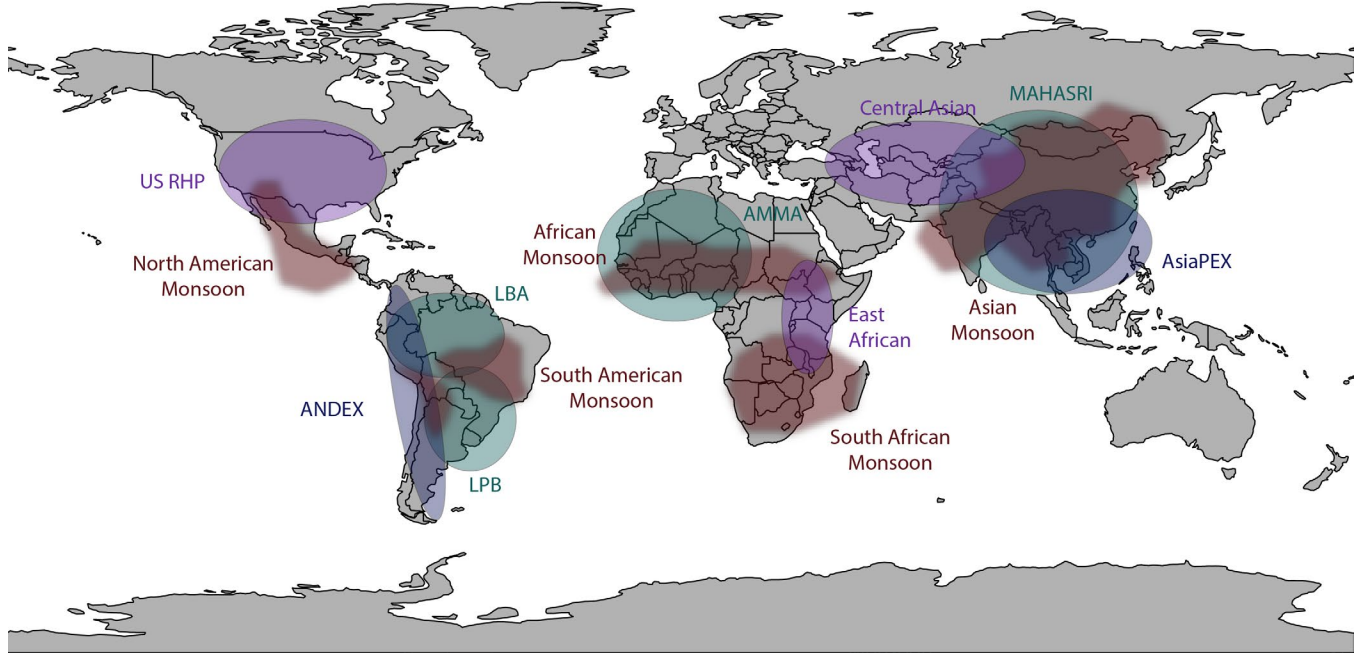 MAHASRI
Central Asian
US RHP
AMMA
African
Monsoon
North American
Monsoon
AsiaPEX
LBA
Asian
Monsoon
East
African
South American
Monsoon
ANDEX
South African
Monsoon
LPB